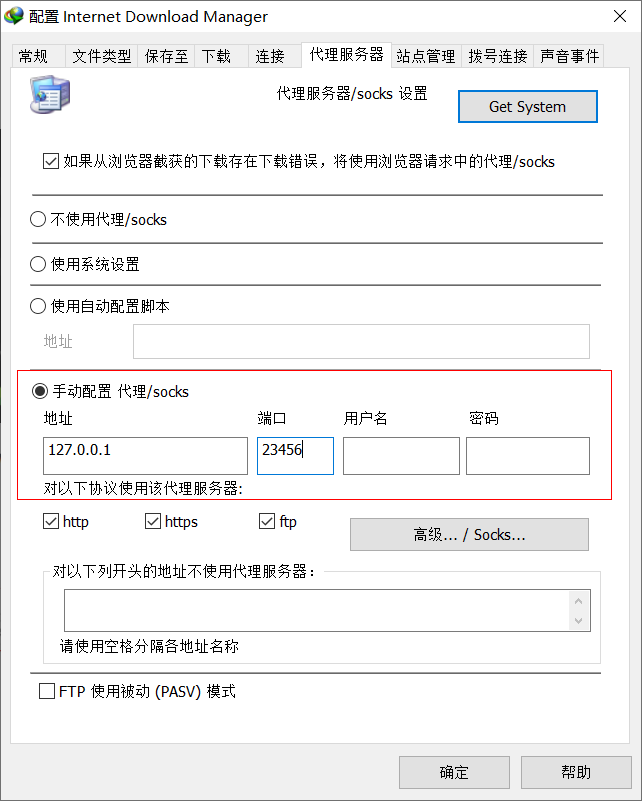 配置 Internet Download Manager
常规 文件类型 保存至 下载 连接 代理服务器 站点管理 拨号连接 声音事件
代理服务器/socks 设置
Get System
如果从浏览器截获的下载存在下载错误，将使用浏览器请求中的代理/socks
不使用代理/socks
使用系统设置
使用自动配置脚本
地址
手动配置 代理/socks
地址 端口 用户名 密码
127.0.0.1 23456
对以下协议使用该代理服务器:
http https ftp
高级... / Socks...
对以下列开头的地址不使用代理服务器：
请使用空格分隔各地址名称
FTP 使用被动 (PASV) 模式
确定 帮助